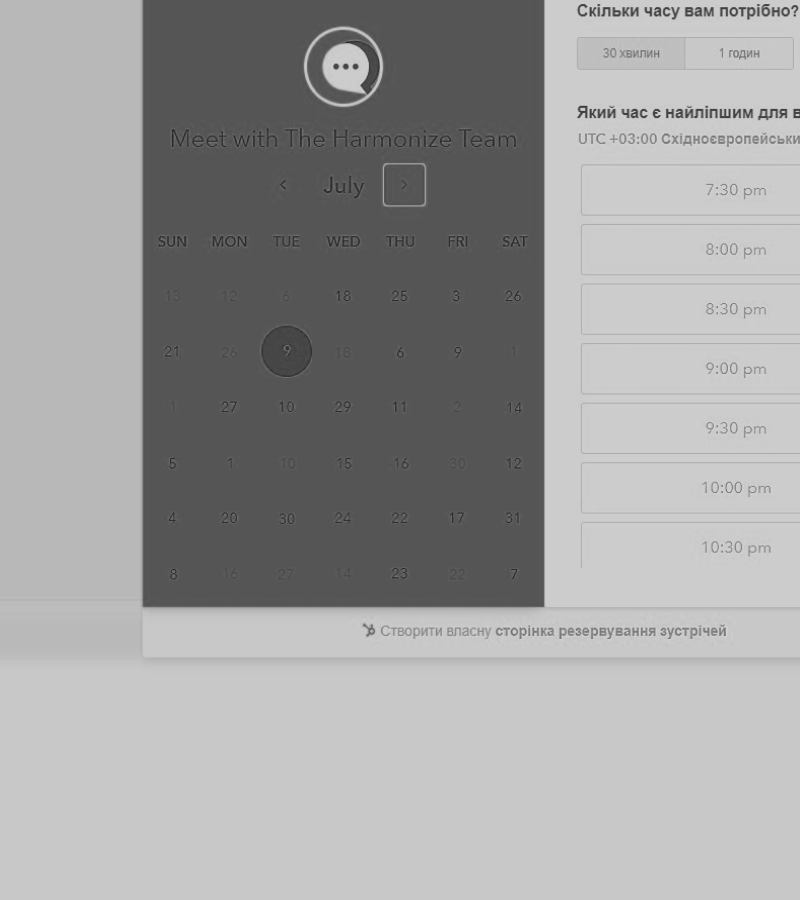 Meet with The Harmonize Team
July
SUN MON TUE WED THU FRI SAT
13 12 6 18 25 3 26
21 26 9 18 6 9 1
1 27 10 29 11 2 14
5 1 10 15 16 30 12
4 20 30 24 22 17 31
8 16 27 14 23 22 7
Скільки часу вам потрібно?
30 хвилин 1 годин
Який час є найліпшим для
UTC +03:00
7:30 pm
8:00 pm
8:30 pm
9:00 pm
9:30 pm
10:00 pm
10:30 pm
Створити власну сторінка резервування зустрічей